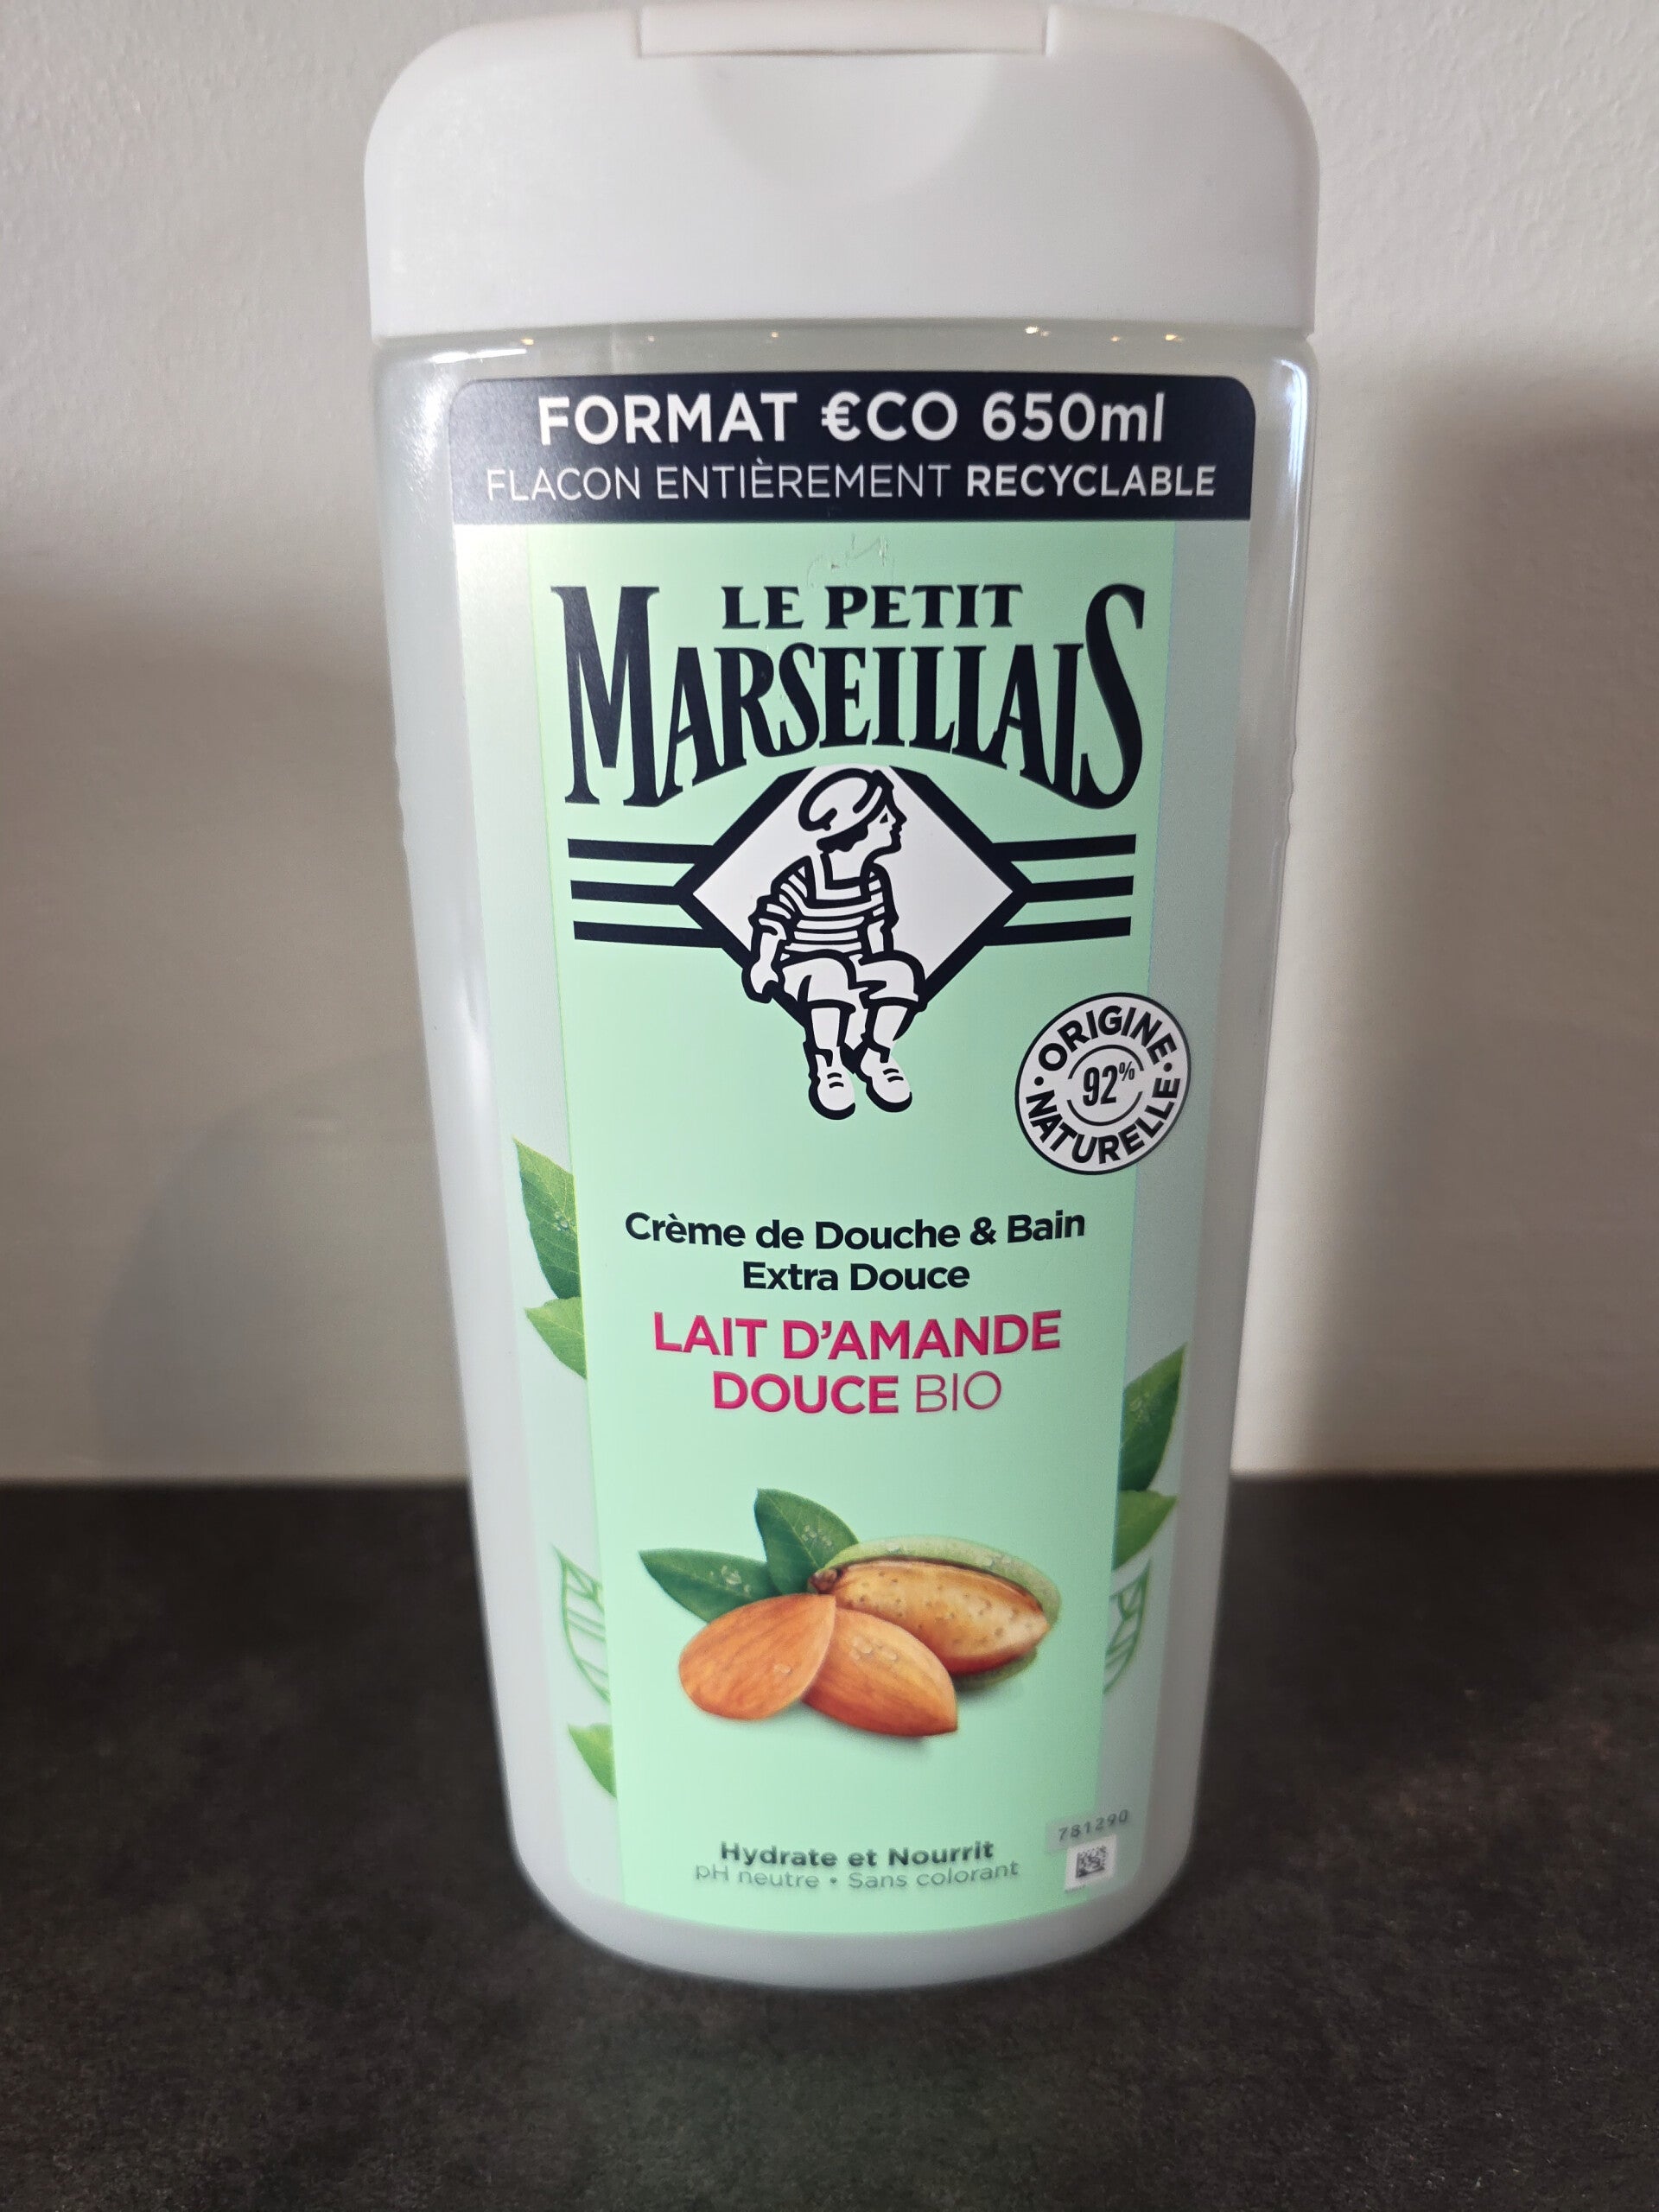 FORMAT €CO 650ml
FLACON ENTIÈREMENT RECYCLABLE
LE PETIT
MARSEILLAIS
ORIGINE
92%
NATURELLE
Crème de Douche & Bain
Extra Douce
LAIT D'AMANDE
DOUCE BIO
781290
Hydrate et Nourrit
pH neutre • Sans colorant